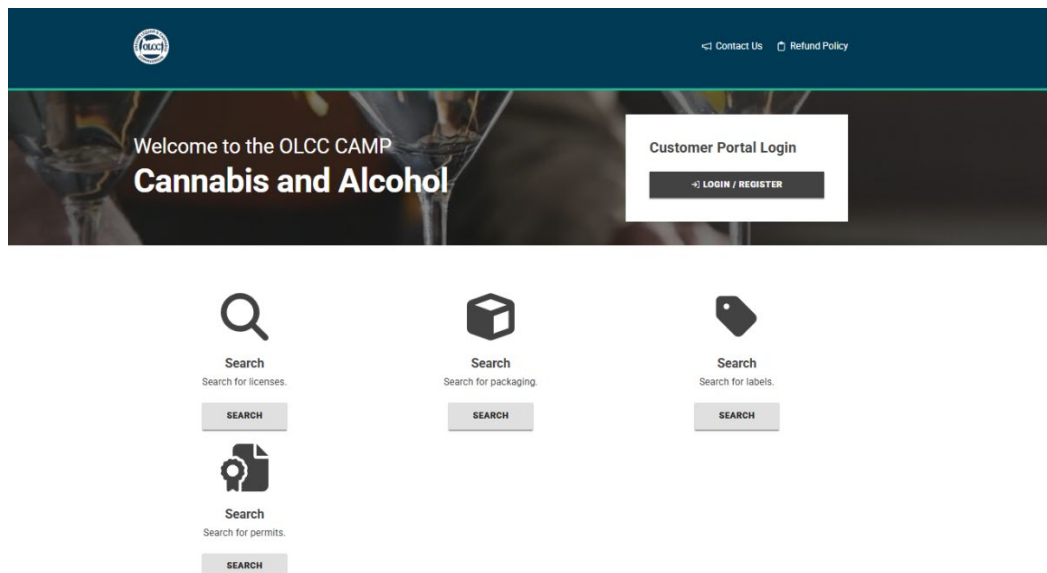 OLCC
Contact Us Refund Policy
Welcome to the OLCC CAMP
Cannabis and Alcohol
Customer Portal Login
LOGIN / REGISTER
Search
Search for licenses.
SEARCH
Search
Search for packaging.
SEARCH
Search
Search for labels.
SEARCH
Search
Search for permits.
SEARCH